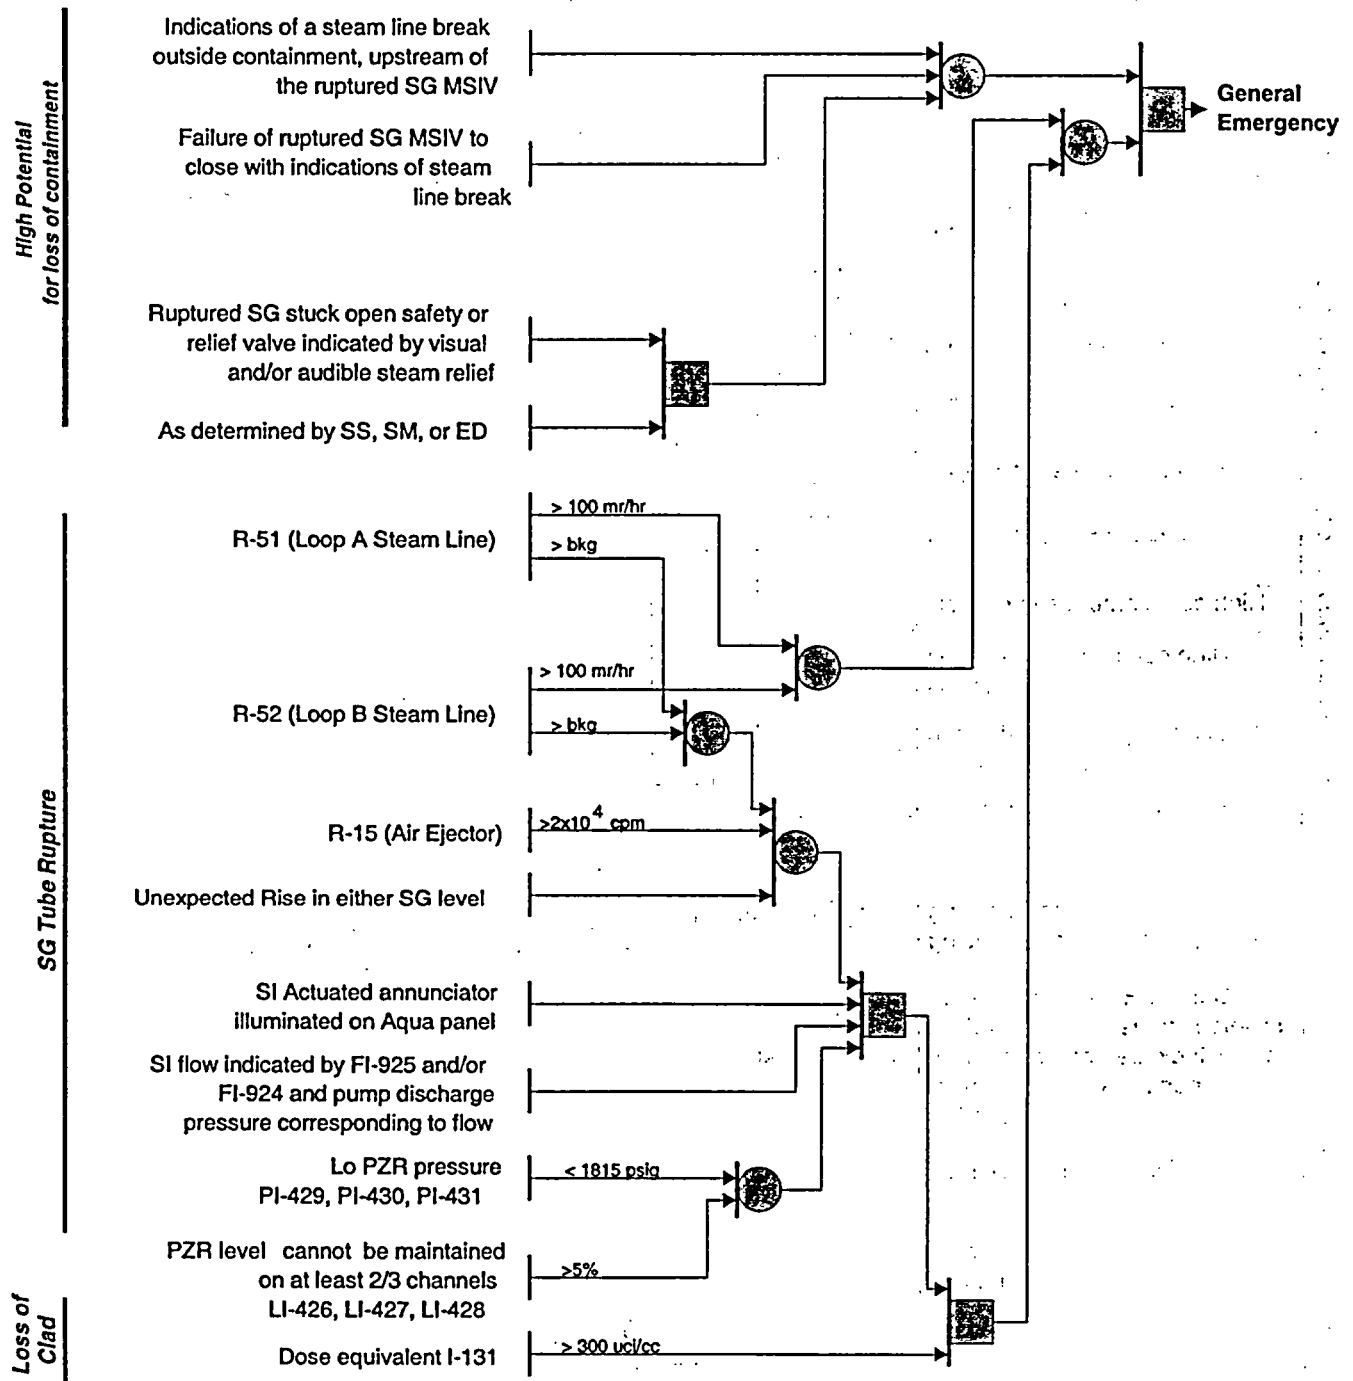 High Potential
for loss of containment
Indications of a steam line break
outside containment, upstream of
the ruptured SG MSIV
Failure of ruptured SG MSIV to
close with indications of steam
line break
General
Emergency
Ruptured SG stuck open safety or
relief valve indicated by visual
and/or audible steam relief
As determined by SS, SM, or ED
SG Tube Rupture
R-51 (Loop A Steam Line)
> 100 mr/hr
> bkg
R-52 (Loop B Steam Line)
> 100 mr/hr
> bkg
R-15 (Air Ejector)
>2x10^4 cpm
Unexpected Rise in either SG level
SI Actuated annunciator
illuminated on Aqua panel
SI flow indicated by FI-925 and/or
FI-924 and pump discharge
pressure corresponding to flow
Lo PZR pressure
PI-429, PI-430, PI-431
< 1815 psig
PZR level cannot be maintained
on at least 2/3 channels
LI-426, LI-427, LI-428
>5%
Loss of
Clad
Dose equivalent I-131
> 300 uci/cc